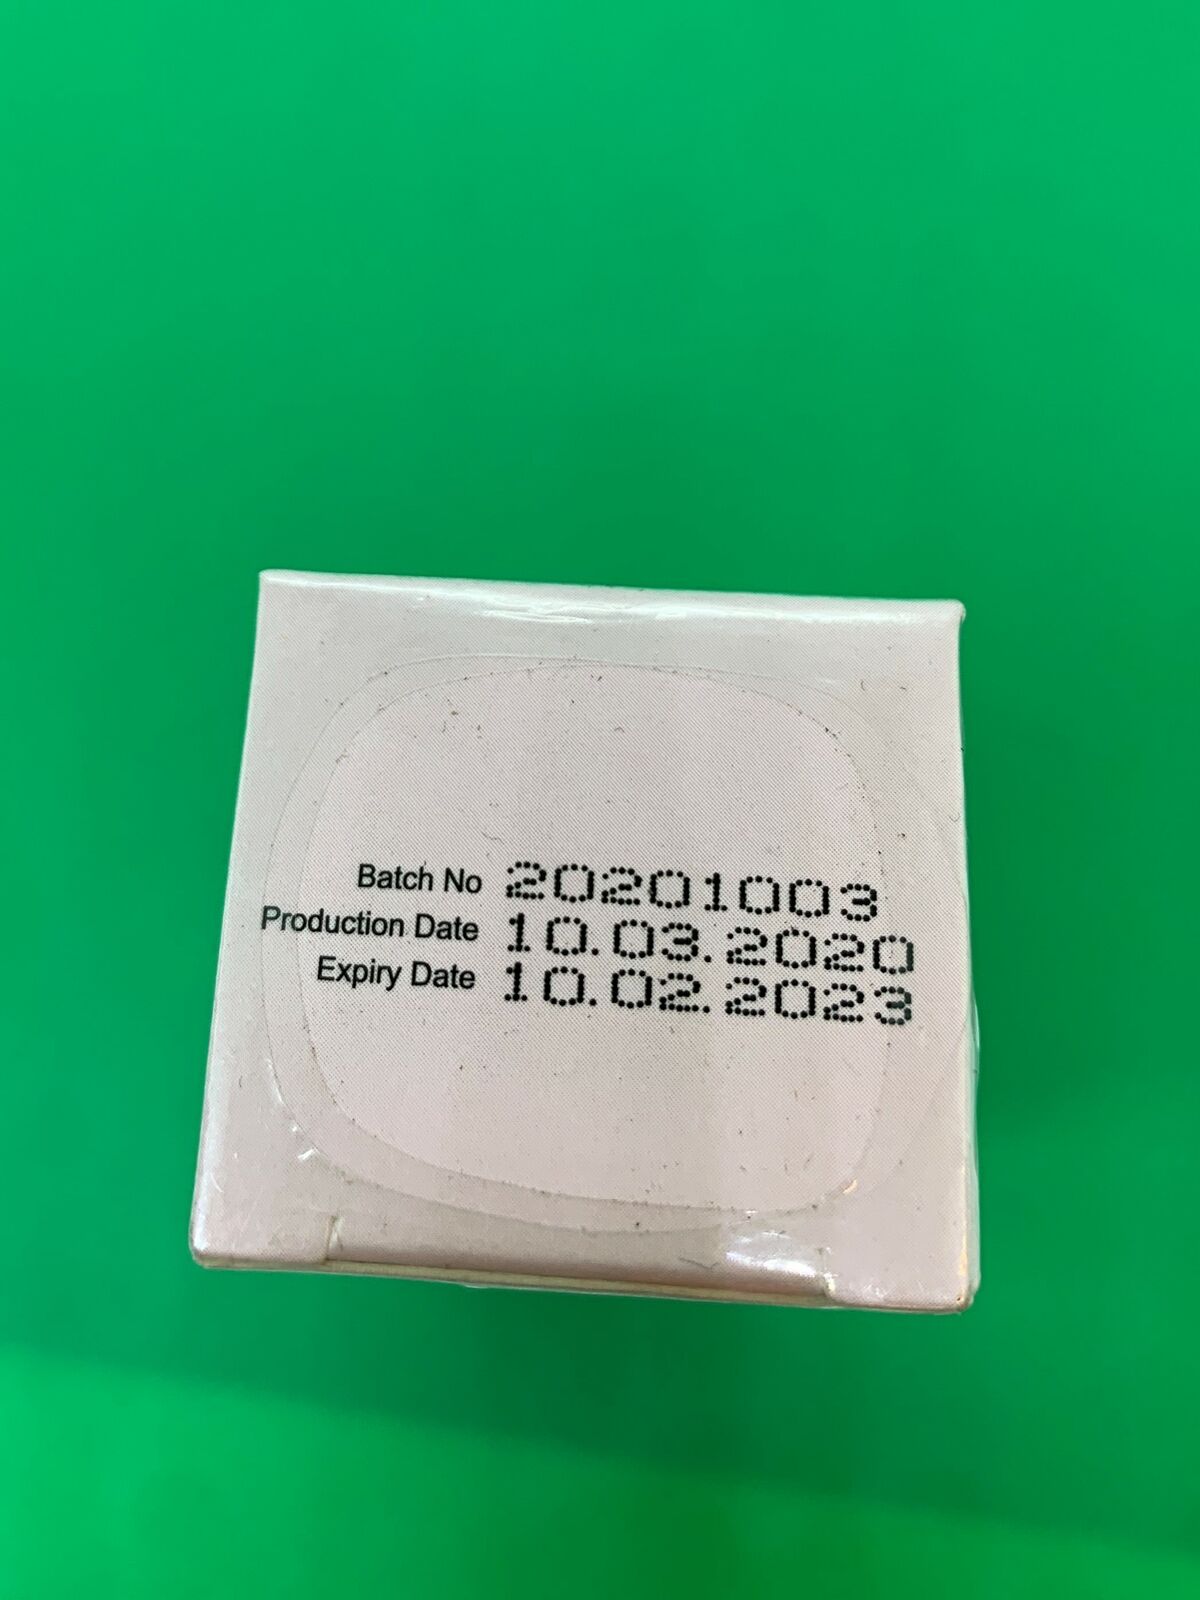 Batch No 20201003
Production Date 10.03.2020
Expiry Date 10.02.2023